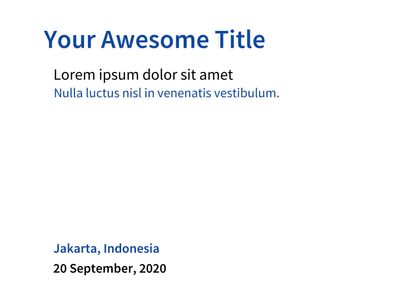 Your Awesome Title
Lorem ipsum dolor sit amet
Nulla luctus nisl in venenatis vestibulum.
Jakarta, Indonesia
20 September, 2020